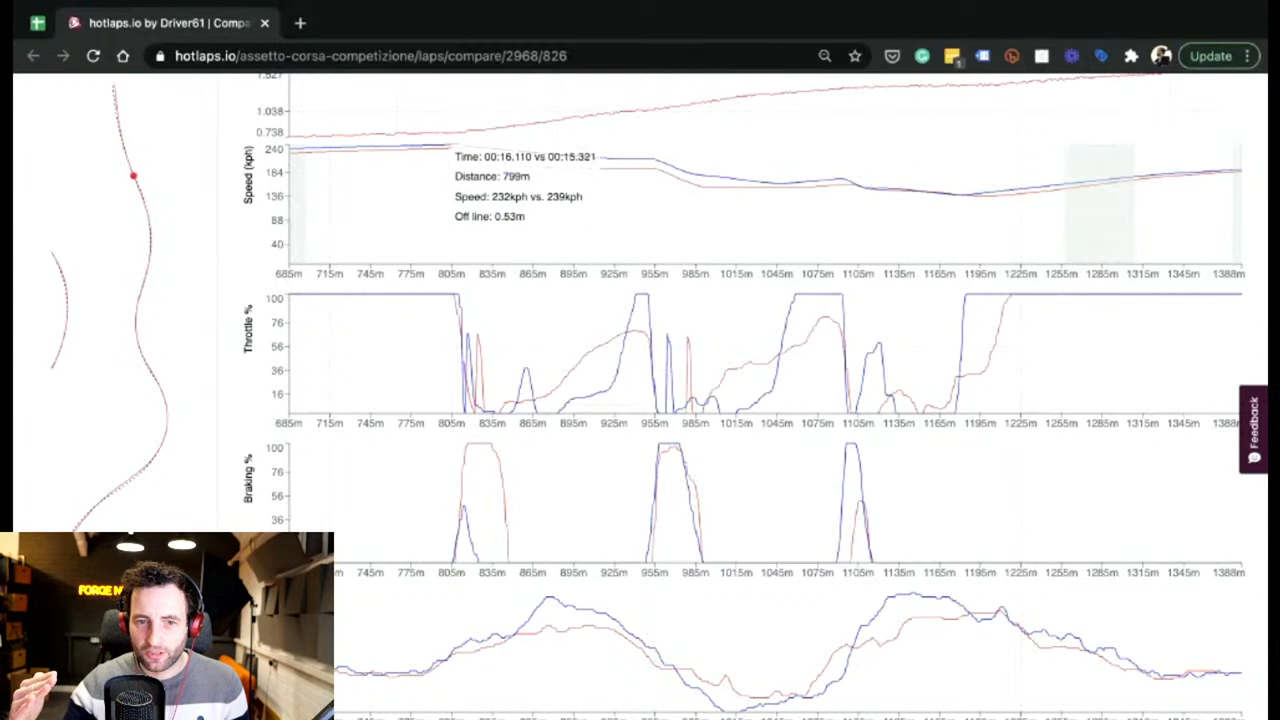 hotlaps.io by Driver61 | Compa
hotlaps.io/assetto-corsa-competizione/laps/compare/2968/826
1
Update
1.527
1.038
0.738
Speed (kph)
240
184
136
88
40
Time: 00:16.110 vs 00:15.321
Distance: 799m
Speed: 232kph vs. 239kph
Off line: 0.53m
685m 715m 745m 775m 805m 835m 865m 895m 925m 955m 985m 1015m 1045m 1075m 1105m 1135m 1165m 1195m 1225m 1255m 1285m 1315m 1345m 1388m
Throttle %
100
76
56
36
16
685m 715m 745m 775m 805m 835m 865m 895m 925m 955m 985m 1015m 1045m 1075m 1105m 1135m 1165m 1195m 1225m 1255m 1285m 1315m 1345m 1388m
Feedback
Braking %
100
76
56
36
m 745m 775m 805m 835m 865m 895m 925m 955m 985m 1015m 1045m 1075m 1105m 1135m 1165m 1195m 1225m 1255m 1285m 1315m 1345m 1388m
FORGE M